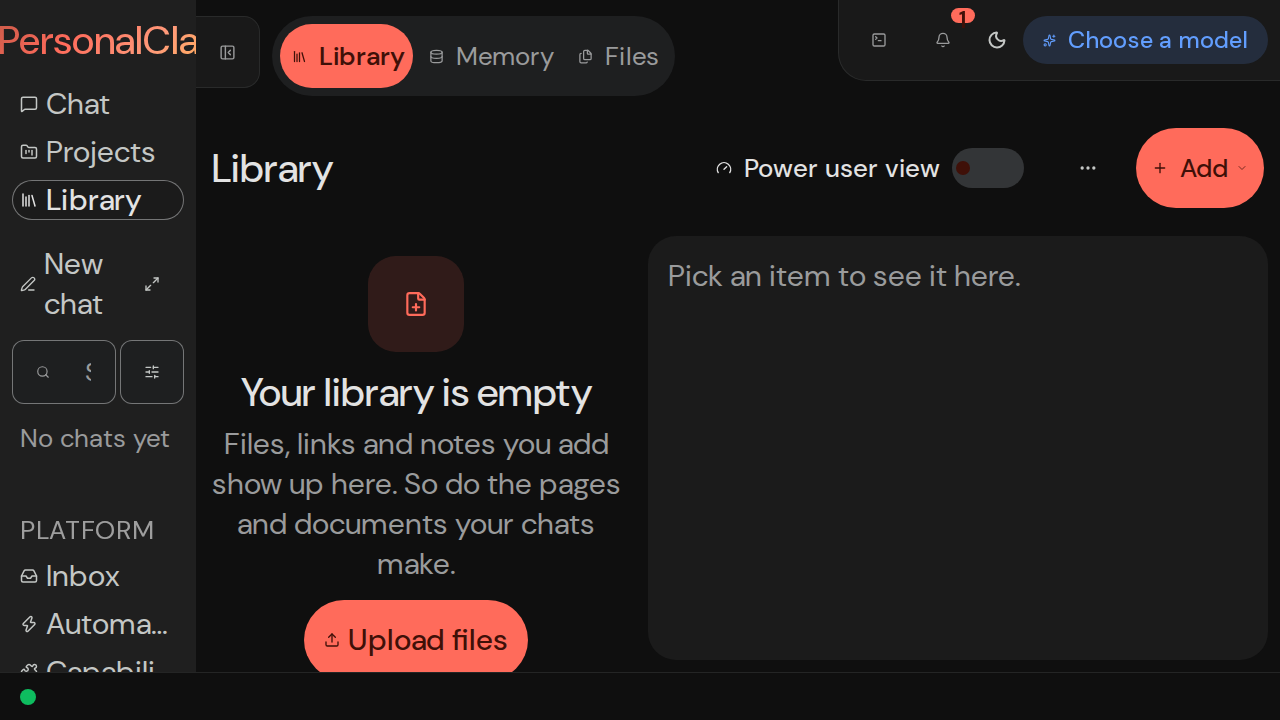 PersonalCla
Chat
Projects
Library
New
chat
No chats yet
PLATFORM
Inbox
Automa...
Capabili
Library
Memory
Files
1
Choose a model
Library
Power user view
Add
Your library is empty
Files, links and notes you add
show up here. So do the pages
and documents your chats
make.
Upload files
Pick an item to see it here.